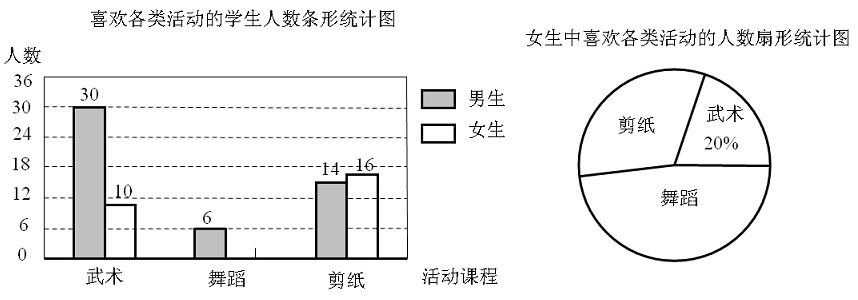 喜欢各类活动的学生人数条形统计图
人数
36
30
24
18
12
6
0
30
10
6
14
16
武术
舞蹈
剪纸
活动课程
男生
女生
女生中喜欢各类活动的人数扇形统计图
剪纸
武术
20%
舞蹈